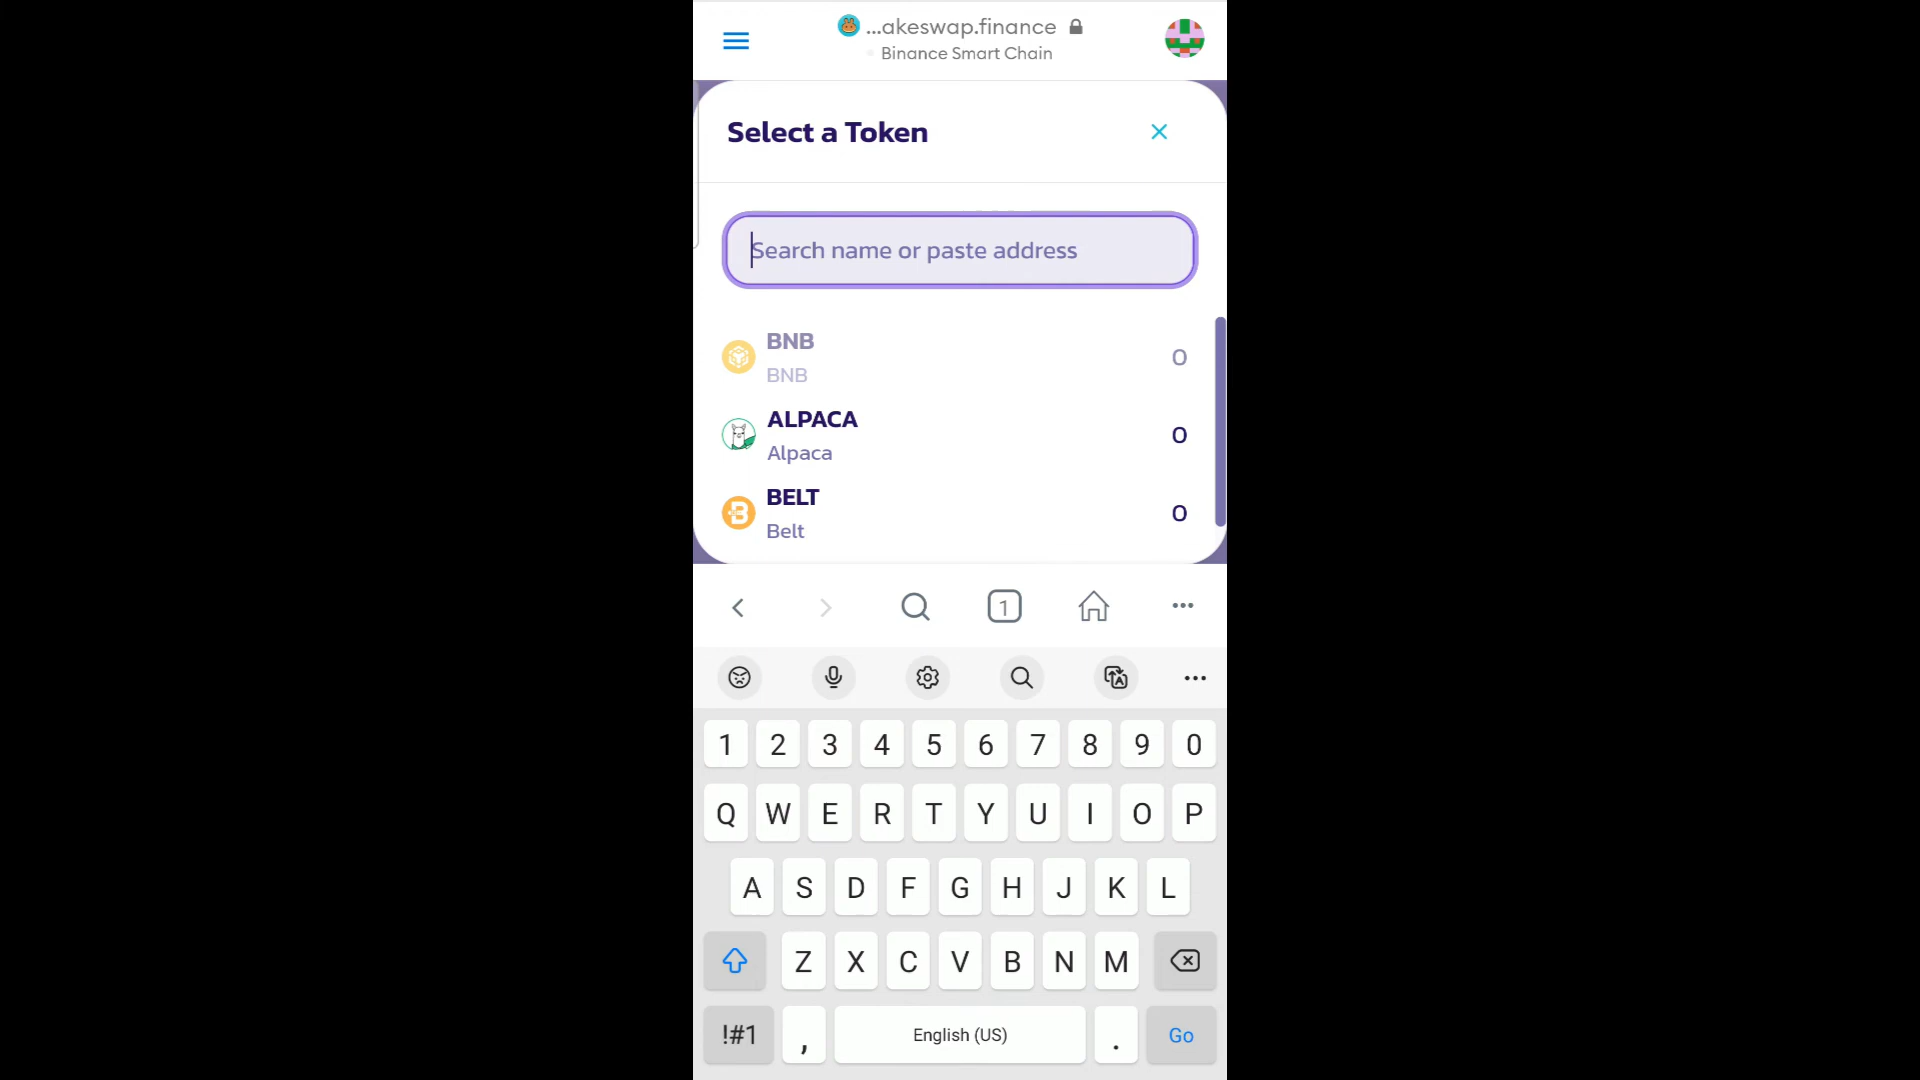 ...akeswap.finance
Binance Smart Chain
Select a Token
Search name or paste address
BNB
BNB
0
ALPACA
Alpaca
0
BELT
Belt
0
1
1 2 3 4 5 6 7 8 9 0
Q W E R T Y U I O P
A S D F G H J K L
Z X C V B N M
!#1 , English (US) . Go